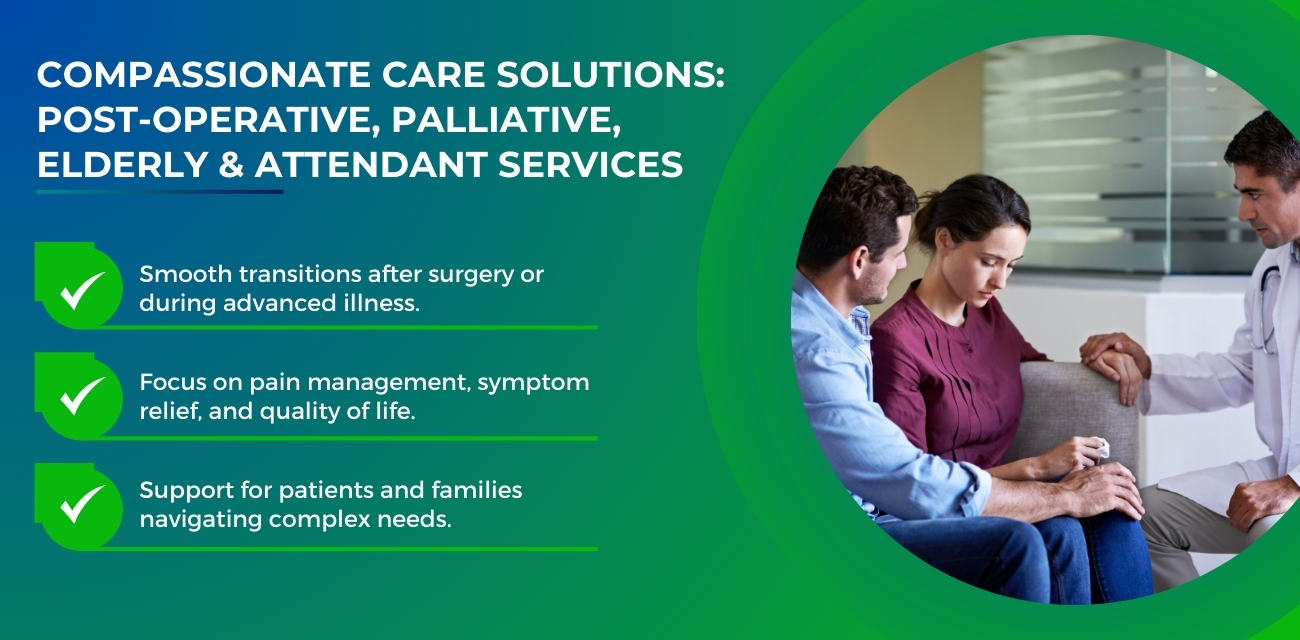 COMPASSIONATE CARE SOLUTIONS:
POST-OPERATIVE, PALLIATIVE,
ELDERLY & ATTENDANT SERVICES
Smooth transitions after surgery or
during advanced illness.
Focus on pain management, symptom
relief, and quality of life.
Support for patients and families
navigating complex needs.